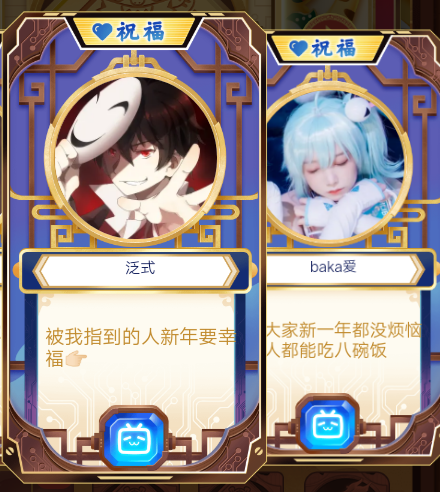 祝福
泛式
被我指到的人新年要幸
福👉🏻
祝福
baka爱
大家新一年都没烦恼
人都能吃八碗饭